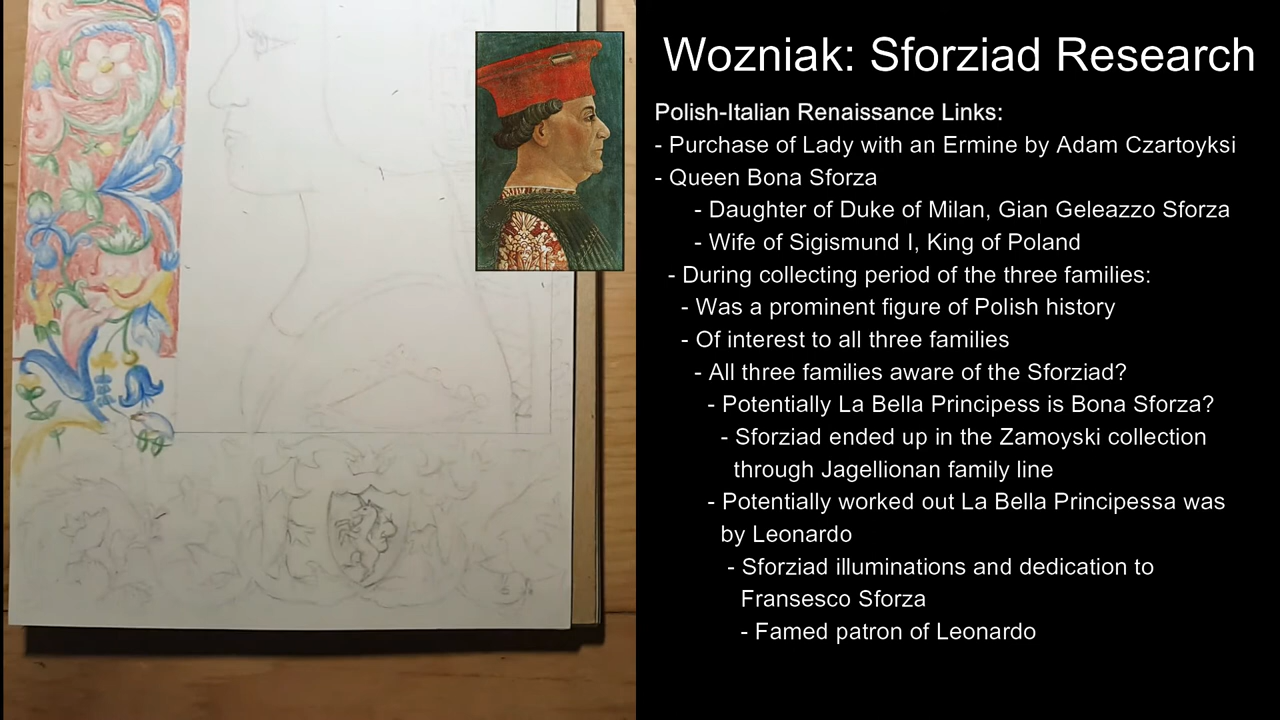 Wozniak: Sforziad Research
Polish-Italian Renaissance Links:
- Purchase of Lady with an Ermine by Adam Czartoyksi
- Queen Bona Sforza
- Daughter of Duke of Milan, Gian Geleazzo Sforza
- Wife of Sigismund I, King of Poland
- During collecting period of the three families:
- Was a prominent figure of Polish history
- Of interest to all three families
- All three families aware of the Sforziad?
- Potentially La Bella Principess is Bona Sforza?
- Sforziad ended up in the Zamoyski collection
through Jagellionan family line
- Potentially worked out La Bella Principessa was
by Leonardo
- Sforziad illuminations and dedication to
Fransesco Sforza
- Famed patron of Leonardo